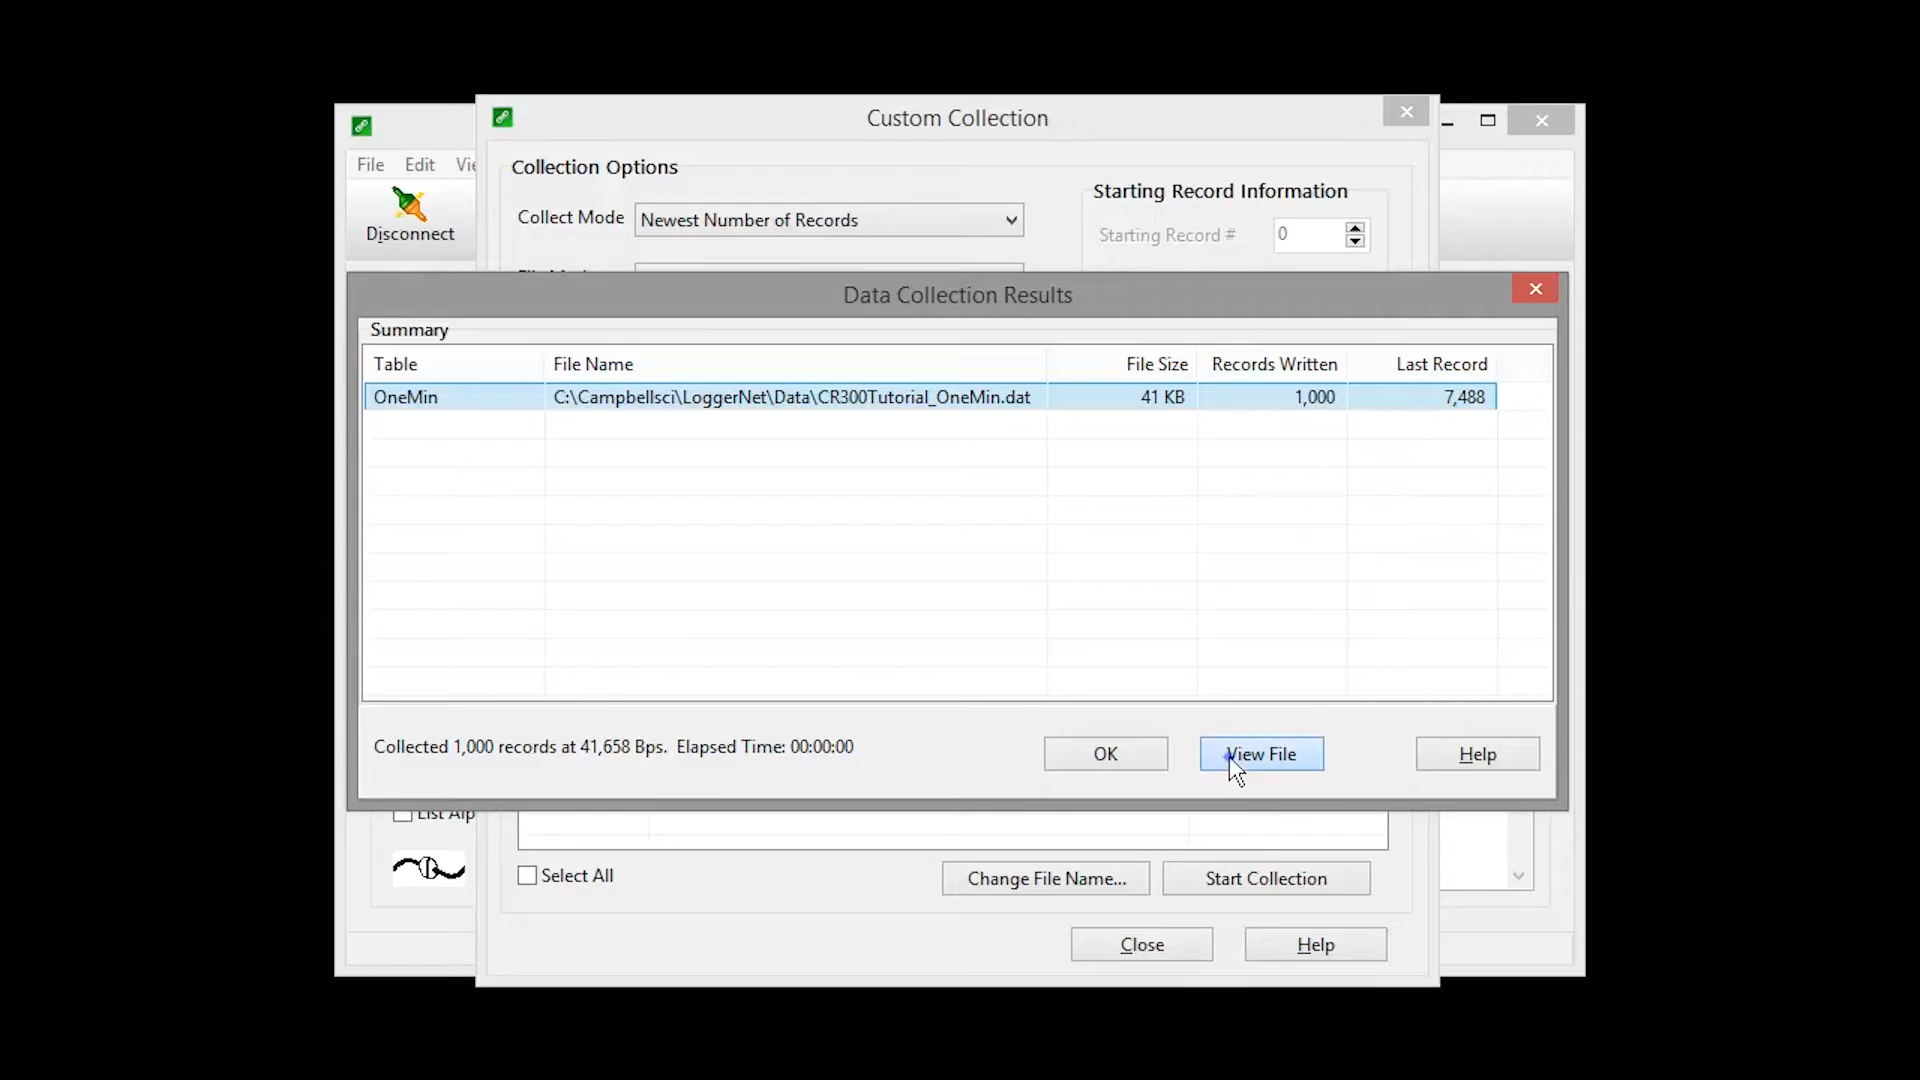 Custom Collection
File Edit
Disconnect
Collection Options
Collect Mode
Newest Number of Records
Starting Record Information
Starting Record #
0
Data Collection Results
Summary
Table File Name File Size Records Written Last Record
OneMin C:\Campbellsci\LoggerNet\Data\CR300Tutorial_OneMin.dat 41 KB 1,000 7,488
Collected 1,000 records at 41,658 Bps. Elapsed Time: 00:00:00
OK
View File
Help
List Alp
Select All
Change File Name...
Start Collection
Close
Help